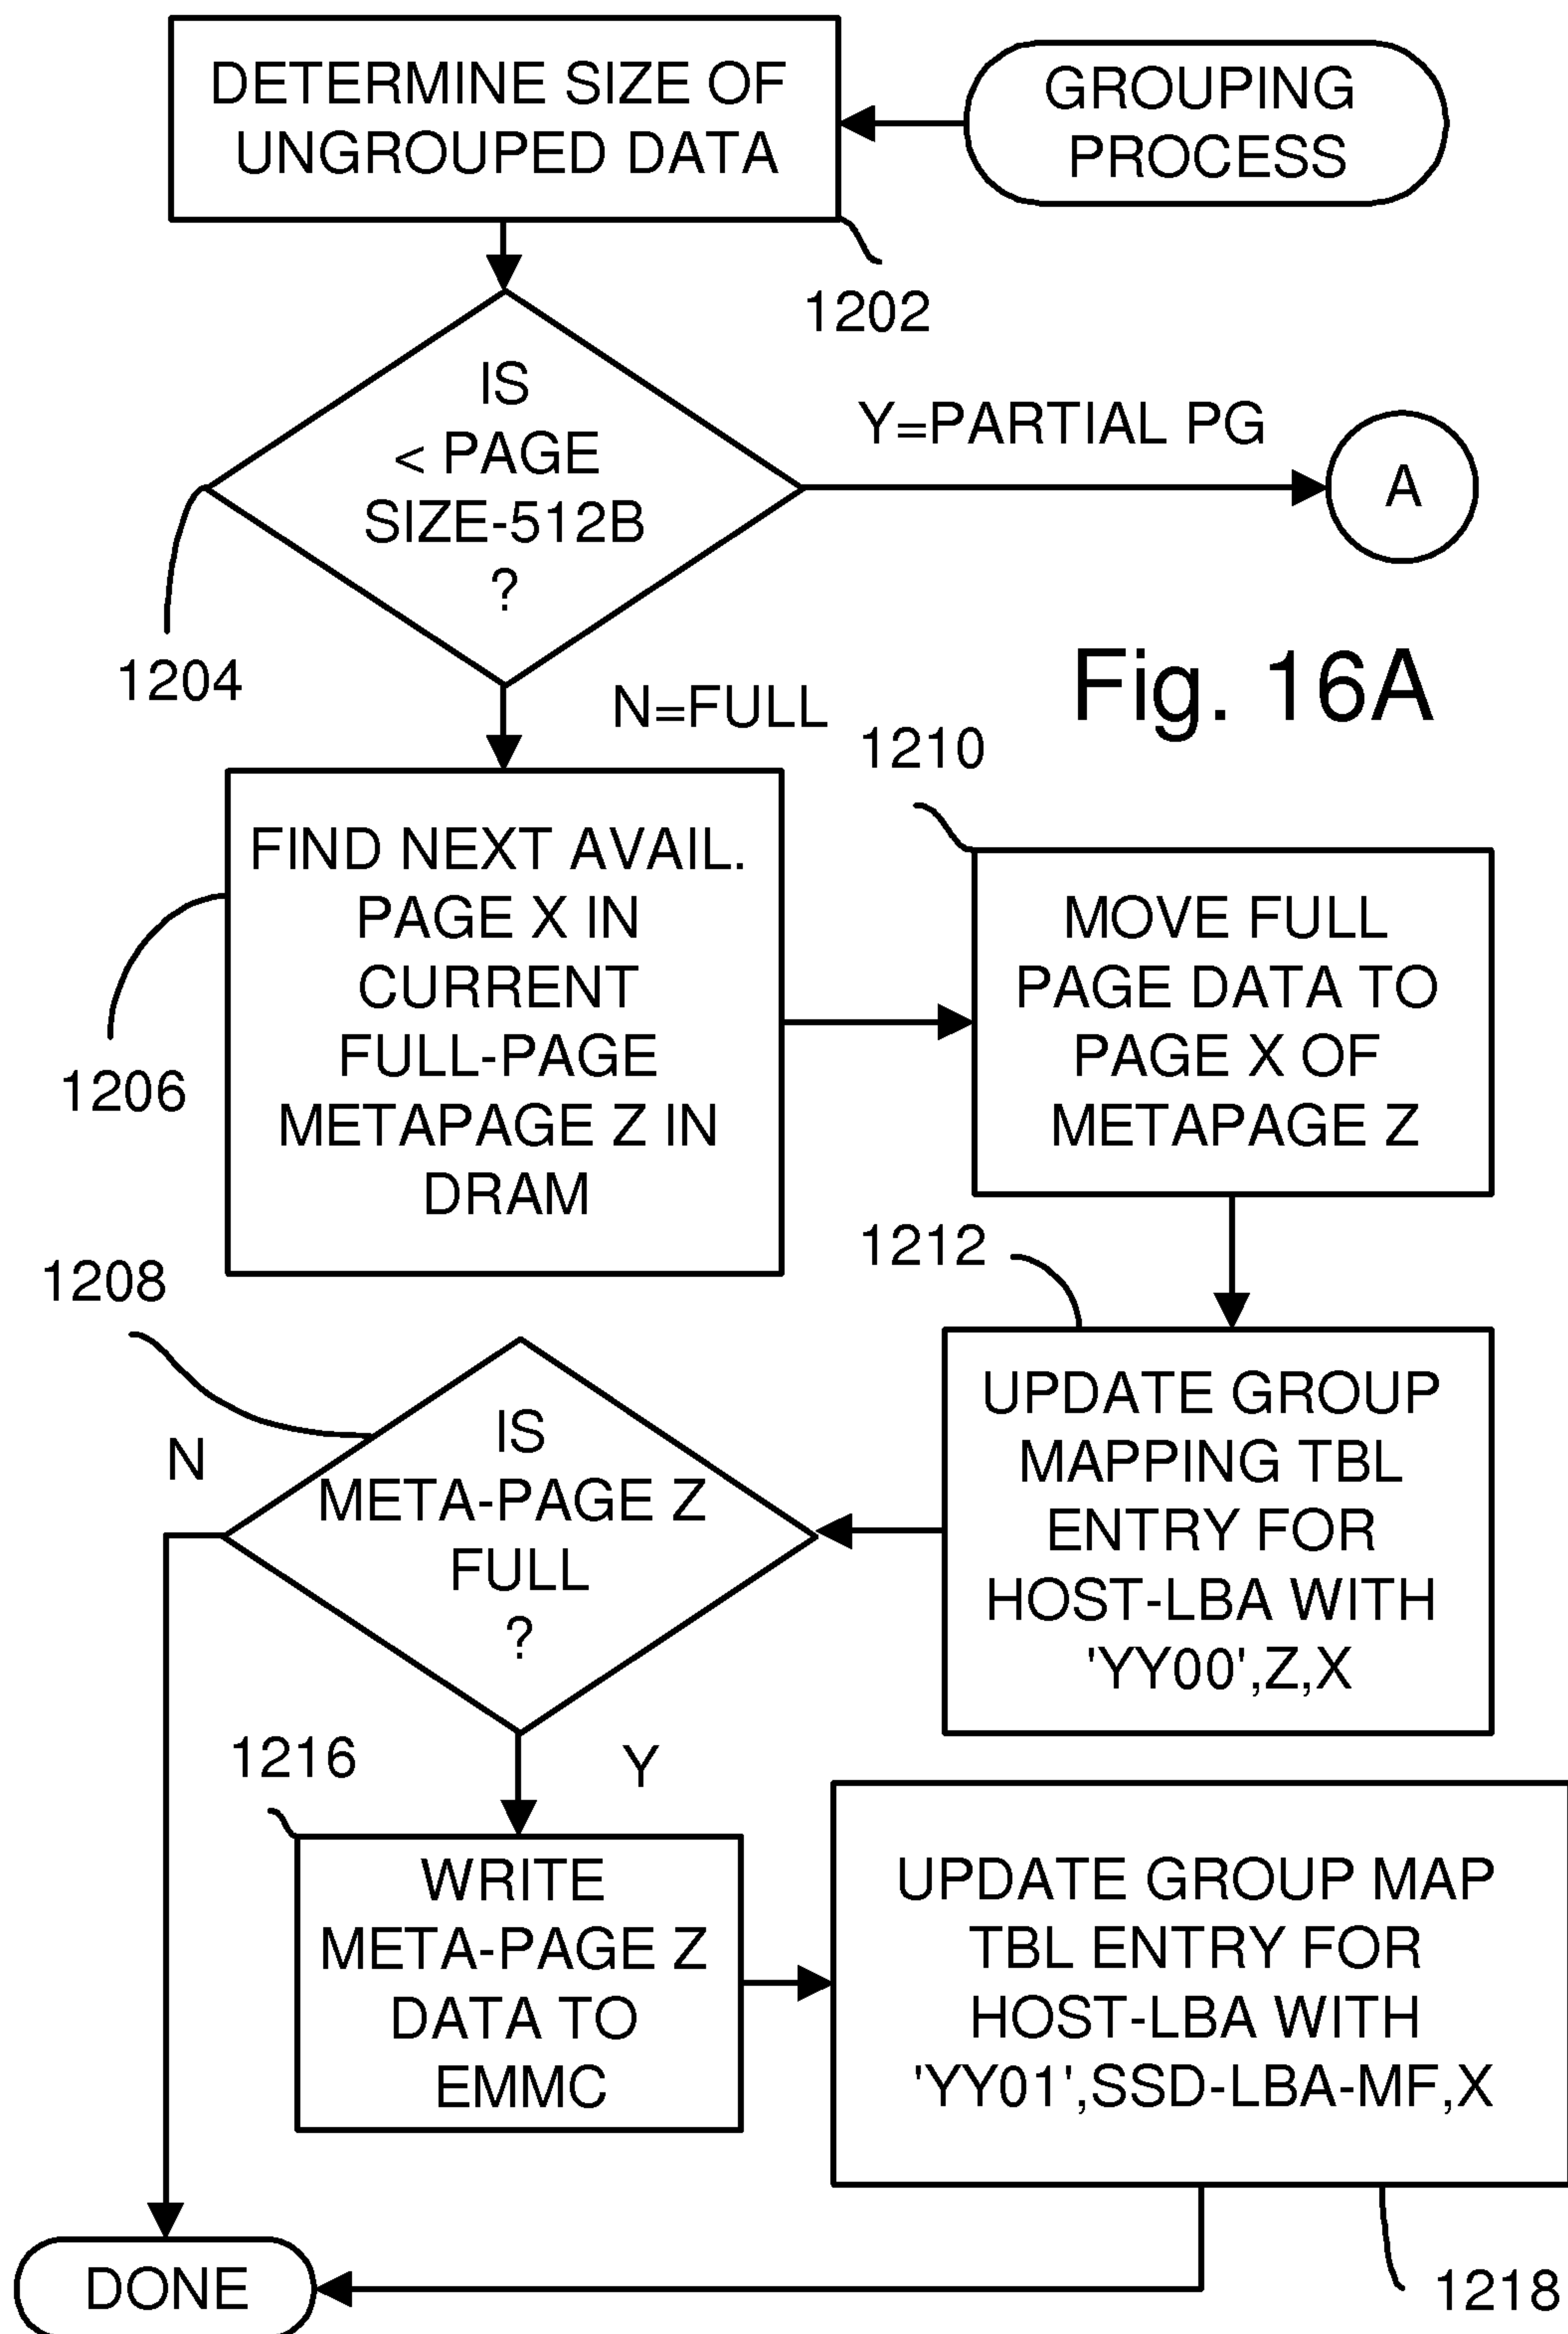 GROUPING
PROCESS
DETERMINE SIZE OF
UNGROUPED DATA
1202
IS
< PAGE
SIZE-512B
?
1204
Y=PARTIAL PG
A
N=FULL
Fig. 16A
FIND NEXT AVAIL.
PAGE X IN
CURRENT
FULL-PAGE
METAPAGE Z IN
DRAM
1206
1210
MOVE FULL
PAGE DATA TO
PAGE X OF
METAPAGE Z
1212
UPDATE GROUP
MAPPING TBL
ENTRY FOR
HOST-LBA WITH
'YY00',Z,X
1208
IS
META-PAGE Z
FULL
?
N
Y
1216
WRITE
META-PAGE Z
DATA TO
EMMC
UPDATE GROUP MAP
TBL ENTRY FOR
HOST-LBA WITH
'YY01',SSD-LBA-MF,X
1218
DONE